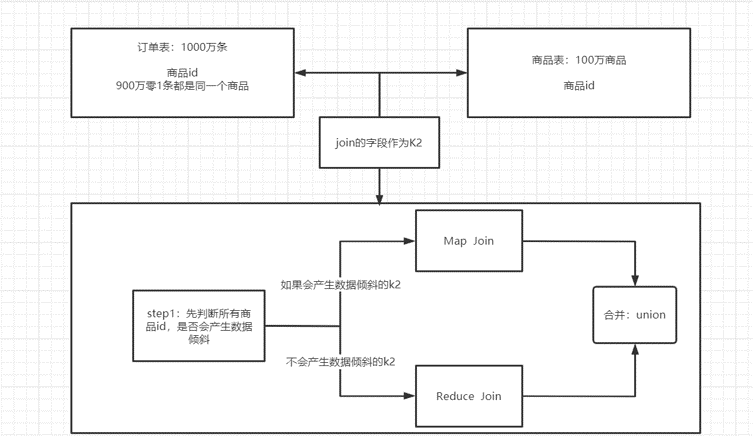 订单表：1000万条
商品id
900万零1条都是同一个商品
商品表：100万商品
商品id
join的字段作为K2
Map Join
如果会产生数据倾斜的k2
step1：先判断所有商
品id，是否会产生数据
倾斜
合并：union
不会产生数据倾斜的k2
Reduce Join